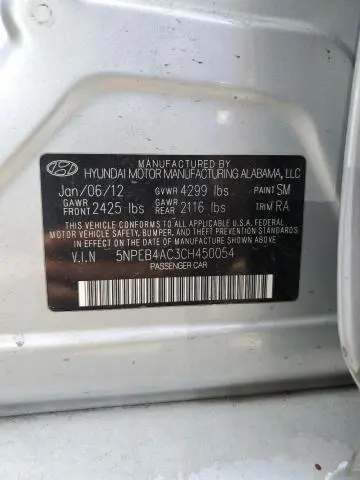 MANUFACTURED BY
HYUNDAI MOTOR MANUFACTURING ALABAMA, LLC
Jan/06/12 GVWR 4299 lbs PAINT SM
GAWR FRONT 2425 lbs GAWR REAR 2116 lbs TRIM RA
THIS VEHICLE CONFORMS TO ALL APPLICABLE U.S.A. FEDERAL
MOTOR VEHICLE SAFETY, BUMPER, AND THEFT PREVENTION STANDARDS
IN EFFECT ON THE DATE OF MANUFACTURE SHOWN ABOVE.
V.I.N 5NPEB4AC3CH450054
PASSENGER CAR